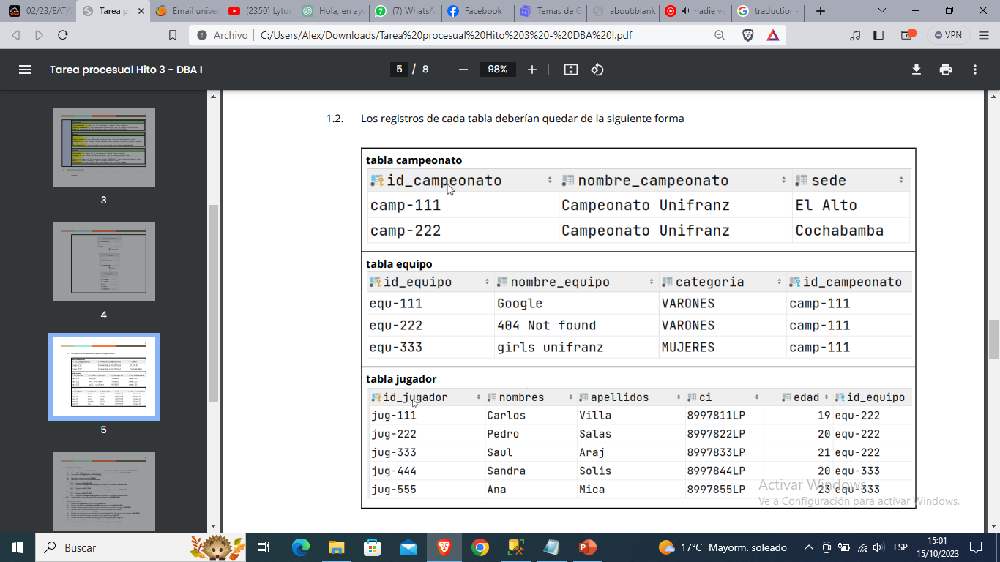 02/23/EAT/S
Tarea p
Email univer
(2350) Lytos
Hola, en ayu
(7) WhatsAp
Facebook
Temas de G
about:blank
nadie va
traductior -
Archivo C:/Users/Alex/Downloads/Tarea%20procesual%20Hito%203%20-%20DBA%20I.pdf VPN
Tarea procesual Hito 3 - DBA I 5 / 8 98%
3
4
5
1.2. Los registros de cada tabla deberían quedar de la siguiente forma
tabla campeonato
id_campeonato nombre_campeonato sede
camp-111 Campeonato Unifranz El Alto
camp-222 Campeonato Unifranz Cochabamba
tabla equipo
id_equipo nombre_equipo categoria id_campeonato
equ-111 Google VARONES camp-111
equ-222 404 Not found VARONES camp-111
equ-333 girls unifranz MUJERES camp-111
tabla jugador
id_jugador nombres apellidos ci edad id_equipo
jug-111 Carlos Villa 8997811LP 19 equ-222
jug-222 Pedro Salas 8997822LP 20 equ-222
jug-333 Saul Araj 8997833LP 21 equ-222
jug-444 Sandra Solis 8997844LP 20 equ-333
jug-555 Ana Mica 8997855LP 23 equ-333
Activar Windows
Ve a Configuración para activar Windows.
Buscar
17°C Mayorm. soleado
ESP
15:01
15/10/2023